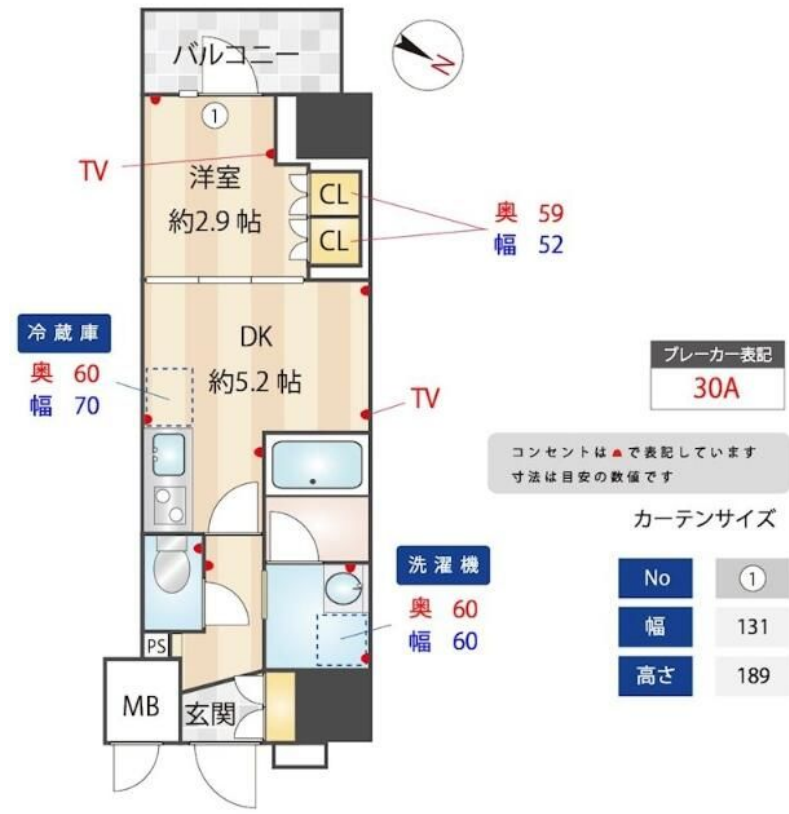 バルコニー
N
①
TV
洋室
約2.9 帖
CL
CL
奥 59
幅 52
冷蔵庫
奥 60
幅 70
DK
約5.2 帖
TV
ブレーカー表記
30A
コンセントは で表記しています
寸法は目安の数値です
カーテンサイズ
No ①
幅 131
高さ 189
洗濯機
奥 60
幅 60
PS
MB
玄関